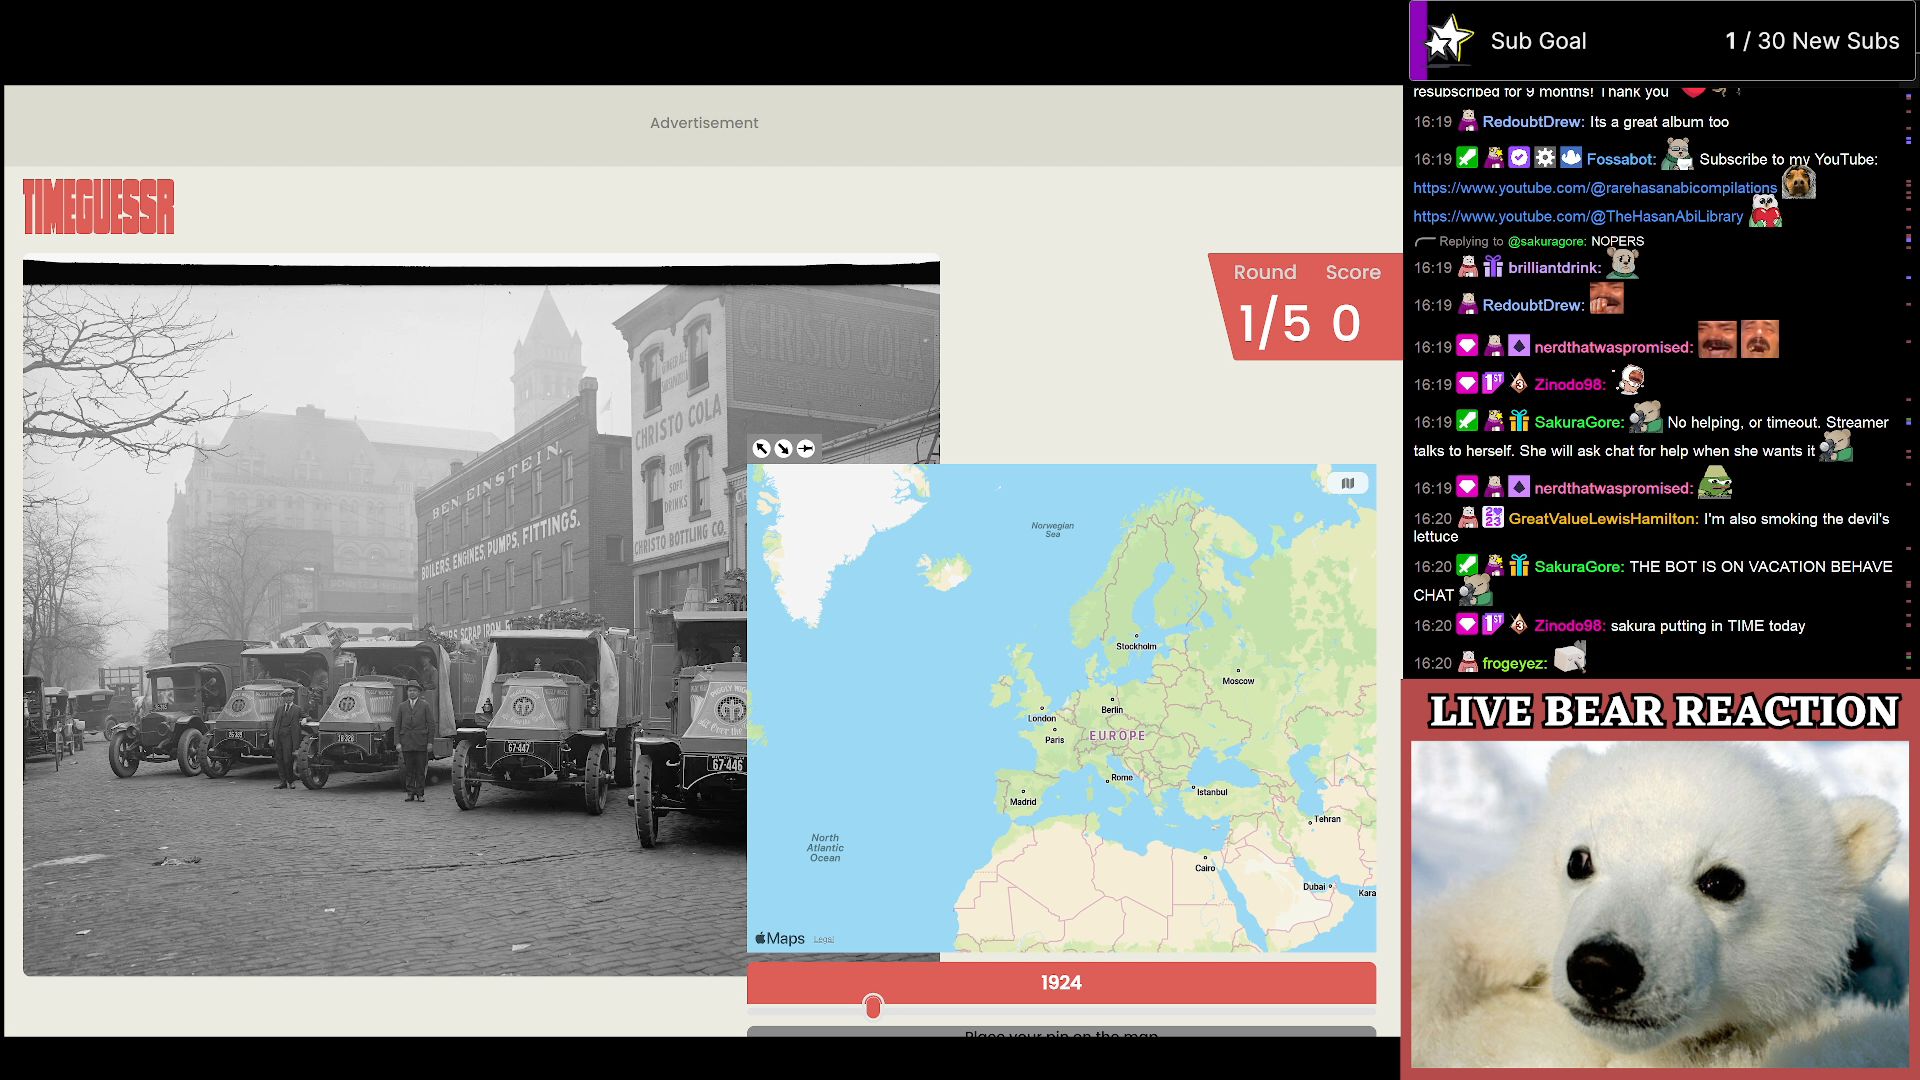 Sub Goal
1 / 30 New Subs
Advertisement
TIMEGUESSR
Round Score
1/5 0
BEN. EINSTEIN.
BOILERS, ENGINES, PUMPS, FITTINGS.
SCRAP IRON
CHRISTO COLA
SODA
SOFT
DRINKS
CHRISTO BOTTLING CO.
67-447
67-446
Norwegian
Sea
Stockholm
Moscow
London
Berlin
Paris
EUROPE
Rome
Madrid
Istanbul
Tehran
North
Atlantic
Ocean
Cairo
Dubai
Kara
Maps Legal
1924
Place your pin on the map
resubscribed for 9 months! Thank you
16:19 RedoubtDrew: Its a great album too
16:19 Fossabot: Subscribe to my YouTube:
https://www.youtube.com/@rarehasanabicompilations
https://www.youtube.com/@TheHasanAbiLibrary
Replying to @sakuragore: NOPERS
16:19 brilliantdrink:
16:19 RedoubtDrew:
16:19 nerdthatwaspromised:
16:19 1ST 3 Zinodo98:
16:19 SakuraGore: No helping, or timeout. Streamer
talks to herself. She will ask chat for help when she wants it
16:19 nerdthatwaspromised:
16:20 GreatValueLewisHamilton: I'm also smoking the devil's
lettuce
16:20 SakuraGore: THE BOT IS ON VACATION BEHAVE
CHAT
16:20 1ST 3 Zinodo98: sakura putting in TIME today
16:20 frogeyez:
LIVE BEAR REACTION